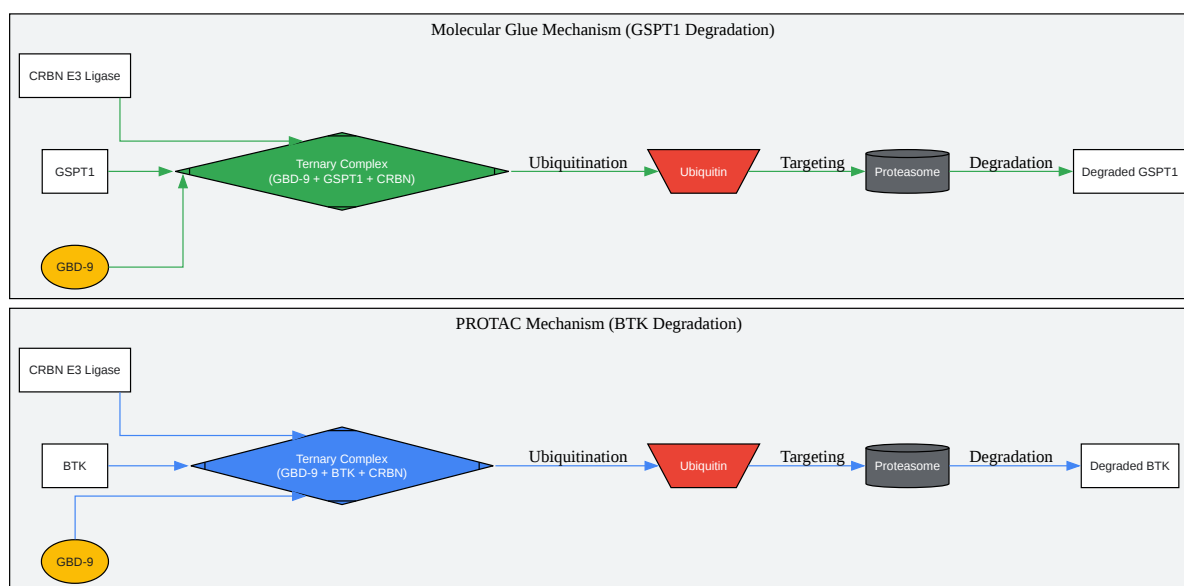 Molecular Glue Mechanism (GSPT1 Degradation)
CRBN E3 Ligase
GSPT1
GBD-9
Ternary Complex
(GBD-9 + GSPT1 + CRBN)
Ubiquitination
Ubiquitin
Targeting
Proteasome
Degradation
Degraded GSPT1
PROTAC Mechanism (BTK Degradation)
CRBN E3 Ligase
BTK
GBD-9
Ternary Complex
(GBD-9 + BTK + CRBN)
Ubiquitination
Ubiquitin
Targeting
Proteasome
Degradation
Degraded BTK